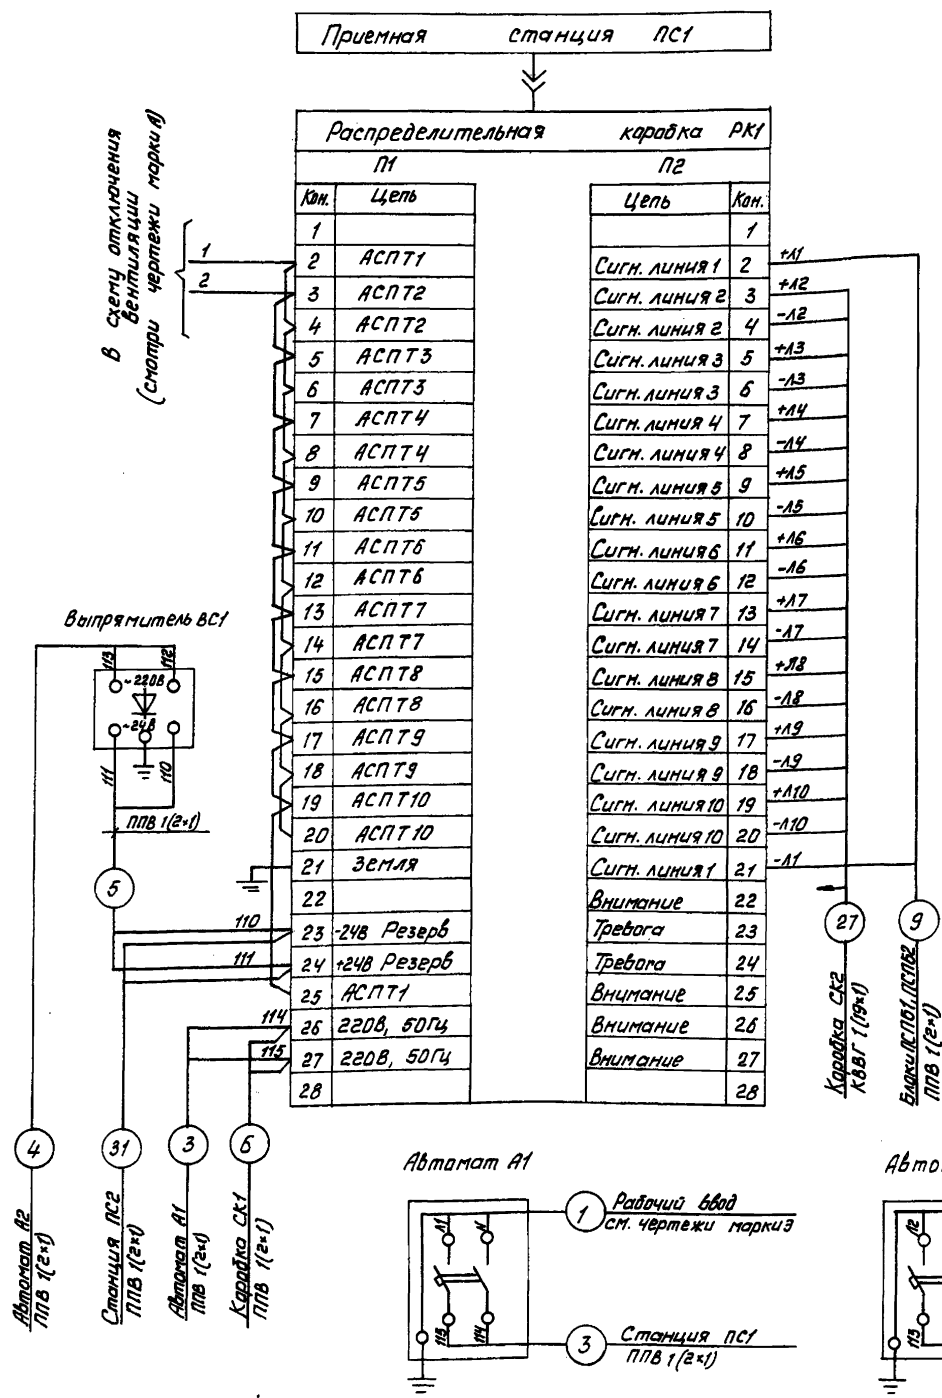 Приемная станция ПС1
Распределительная коробка РК1
П1 П2
Кон. Цепь Цепь Кон.
1 1
2 АСПТ1 Сигн. линия 1 2 +Л1
3 АСПТ2 Сигн. линия 2 3 +Л2
4 АСПТ2 Сигн. линия 2 4 -Л2
5 АСПТ3 Сигн. линия 3 5 +Л3
6 АСПТ3 Сигн. линия 3 6 -Л3
7 АСПТ4 Сигн. линия 4 7 +Л4
8 АСПТ4 Сигн. линия 4 8 -Л4
9 АСПТ5 Сигн. линия 5 9 +Л5
10 АСПТ5 Сигн. линия 5 10 -Л5
11 АСПТ6 Сигн. линия 6 11 +Л6
12 АСПТ6 Сигн. линия 6 12 -Л6
13 АСПТ7 Сигн. линия 7 13 +Л7
14 АСПТ7 Сигн. линия 7 14 -Л7
15 АСПТ8 Сигн. линия 8 15 +Л8
16 АСПТ8 Сигн. линия 8 16 -Л8
17 АСПТ9 Сигн. линия 9 17 +Л9
18 АСПТ9 Сигн. линия 9 18 -Л9
19 АСПТ10 Сигн. линия 10 19 +Л10
20 АСПТ10 Сигн. линия 10 20 -Л10
21 Земля Сигн. линия 1 21 -Л1
22 Внимание 22
110 23 -24В Резерв Тревога 23
111 24 +24В Резерв Тревога 24
25 АСПТ1 Внимание 25
114 26 220В, 50Гц Внимание 26
115 27 220В, 50Гц Внимание 27
28 28
В схему отключения
вентиляции
(смотри чертежи марки А)
1
2
Выпрямитель ВС1
113 112
~220В
~24В
111 110
ППВ 1(2×1)
5
4
Автомат А2
ППВ 1(2×1)
31
Станция ПС2
ППВ 1(2×1)
3
Автомат А1
ППВ 1(2×1)
6
Коробка СК1
ППВ 1(2×1)
27
Коробка СК2
КВВГ 1(19×1)
9
Блоки ПСПБ1, ПСПБ2
ППВ 1(2×1)
Автомат А1
Л1 N
115 114
1
Рабочий ввод
см. чертежи марки Э
3
Станция ПС1
ППВ 1(2×1)
Автом
Л2
113